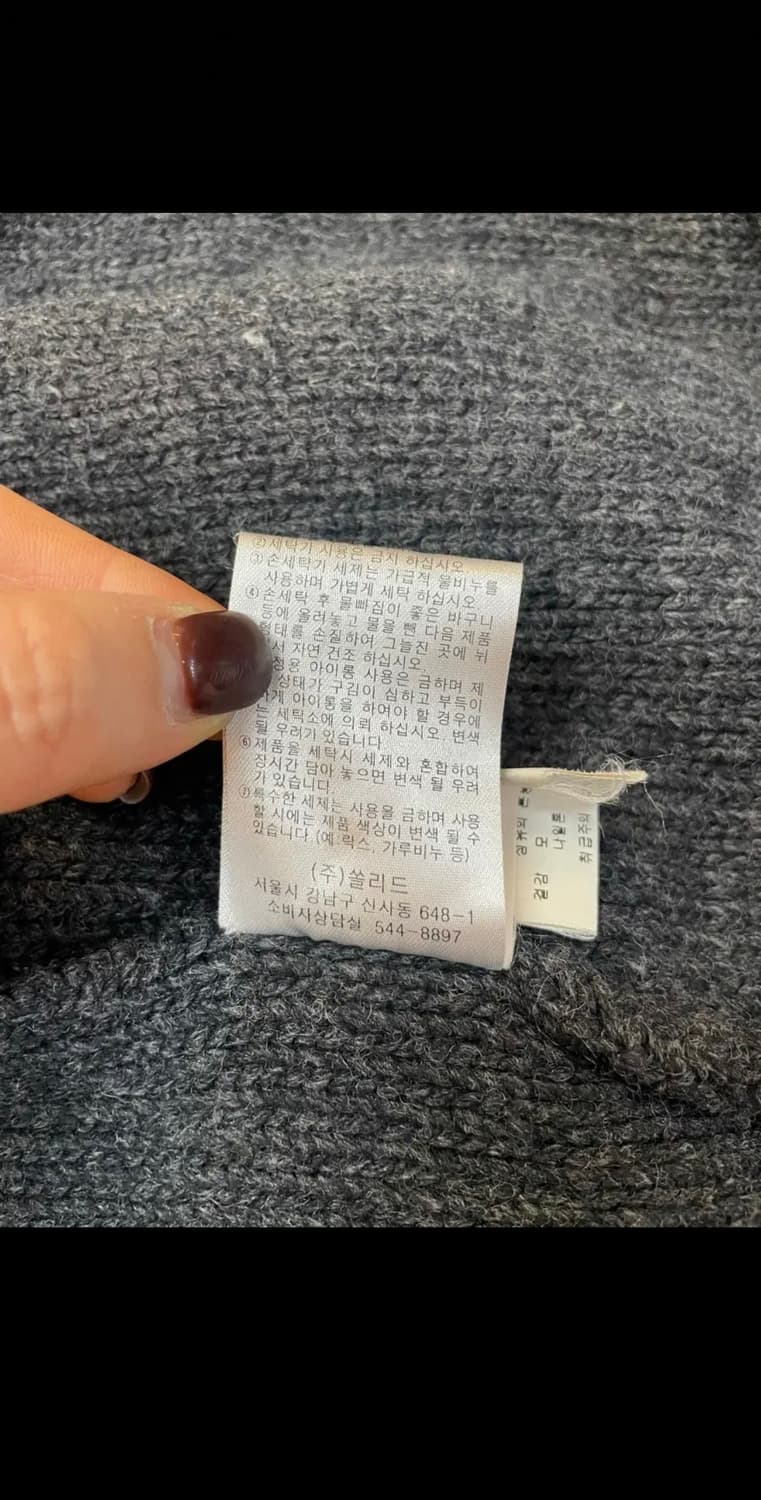 ②세탁기 사용은 금지 하십시오
③손세탁기 세제는 가급적 울비누를
사용하며 가볍게 세탁 하십시오
④손세탁 후 물빠짐이 좋은 바구니
등에 올려놓고 물을 뺀 다음 제품
형태를 손질하여 그늘진 곳에 뉘
자연 건조 하십시오
아이롱 사용은 금하며 제
상태가 구김이 심하고 부득이
하게 아이롱을 하여야 할 경우에
는 세탁소에 의뢰 하십시오. 변색
될 우려가 있습니다
⑥제품을 세탁시 세제와 혼합하여
장시간 담아 놓으면 변색 될 우려
가 있습니다.
⑦특수한 세제는 사용을 금하며 사용
할 시에는 제품 색상이 변색 될 수
있습니다 (예:락스, 가루비누 등)
(주)쏠리드
서울시 강남구 신사동 648-1
소비자상담실 544-8897
겉감 모
나일론
취급주의